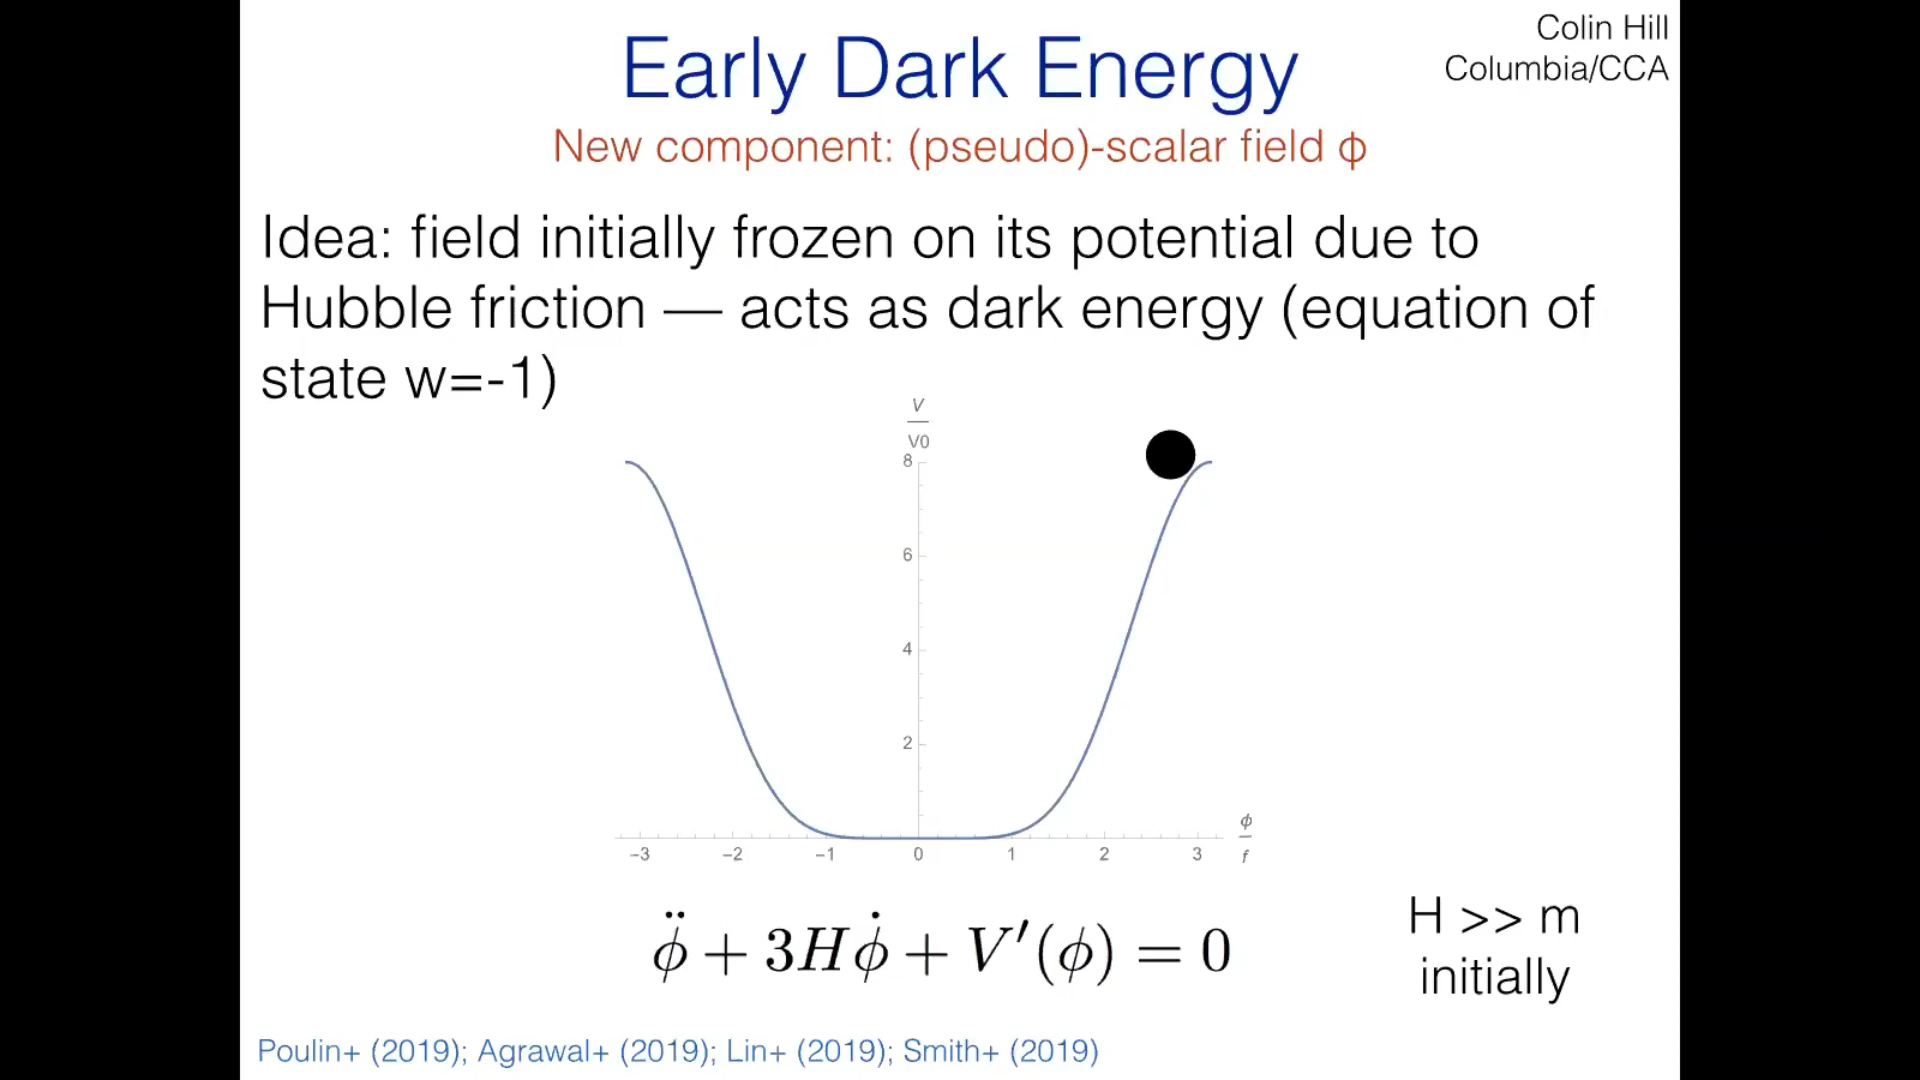 Colin Hill
Columbia/CCA
Early Dark Energy
New component: (pseudo)-scalar field ϕ
Idea: field initially frozen on its potential due to
Hubble friction — acts as dark energy (equation of
state w=-1)
V
V0
8
6
4
2
-3 -2 -1 0 1 2 3
ϕ
f
ϕ̈ + 3Hϕ̇ + V′(ϕ) = 0
H >> m
initially
Poulin+ (2019); Agrawal+ (2019); Lin+ (2019); Smith+ (2019)